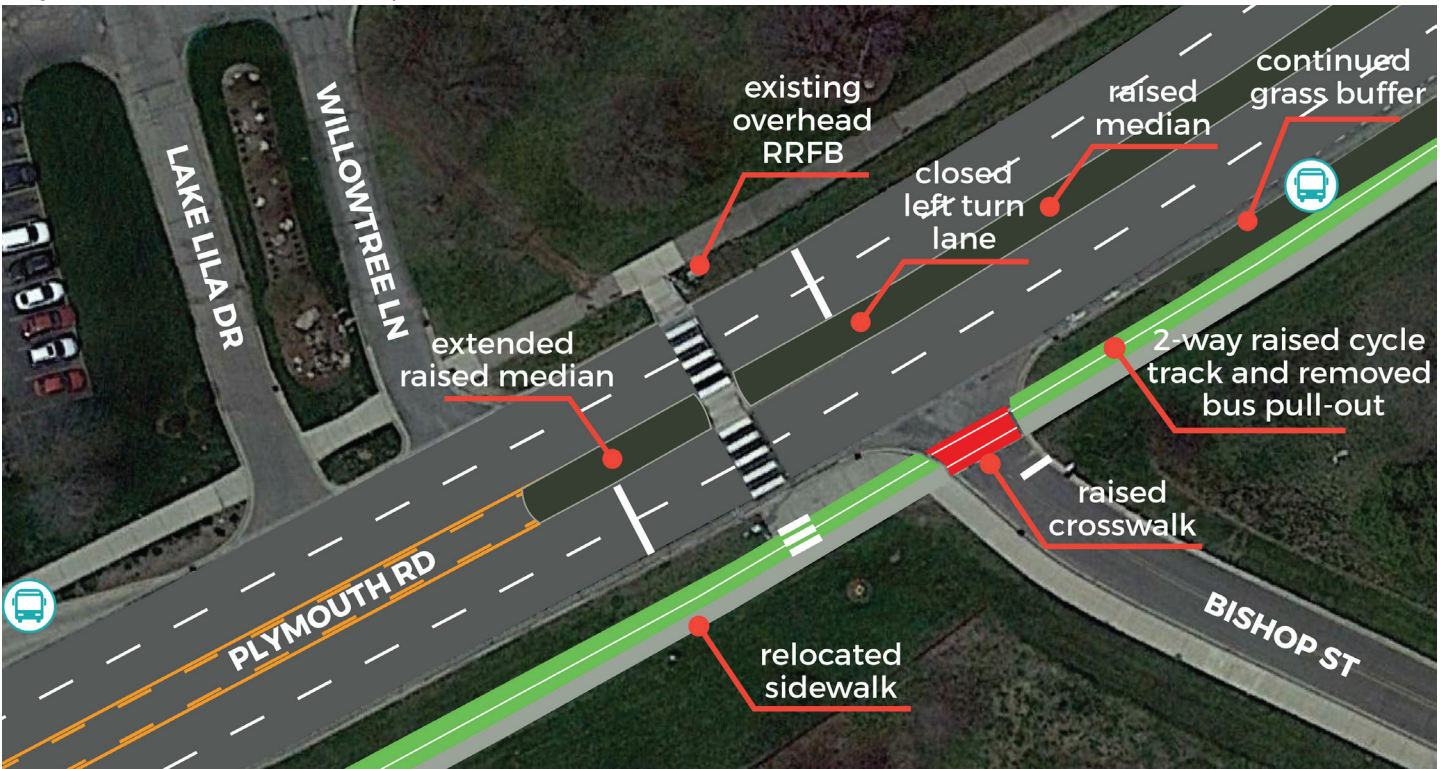 existing
overhead
RRFB
continued
grass buffer
raised
median
closed
left turn
lane
WILLOWTREE LN
LAKE LILA DR
extended
raised median
2-way raised cycle
track and removed
bus pull-out
raised
crosswalk
PLYMOUTH RD
BISHOP ST
relocated
sidewalk